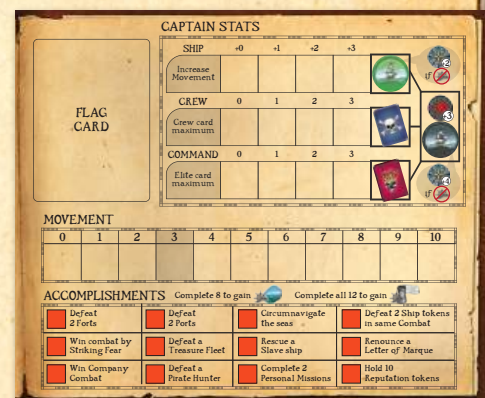 CAPTAIN STATS
SHIP +0 +1 +2 +3
Increase
Movement
+2
if
FLAG
CARD
CREW 0 1 2 3
Crew card
maximum
+3
COMMAND 0 1 2 3
Elite card
maximum
if
MOVEMENT
0 1 2 3 4 5 6 7 8 9 10
ACCOMPLISHMENTS Complete 8 to gain Complete all 12 to gain
Defeat
2 Forts
Defeat
2 Ports
Circumnavigate
the seas
Defeat 2 Ship tokens
in same Combat
Win combat by
Striking Fear
Defeat a
Treasure Fleet
Rescue a
Slave ship
Renounce a
Letter of Marque
Win Company
Combat
Defeat a
Pirate Hunter
Complete 2
Personal Missions
Hold 10
Reputation tokens